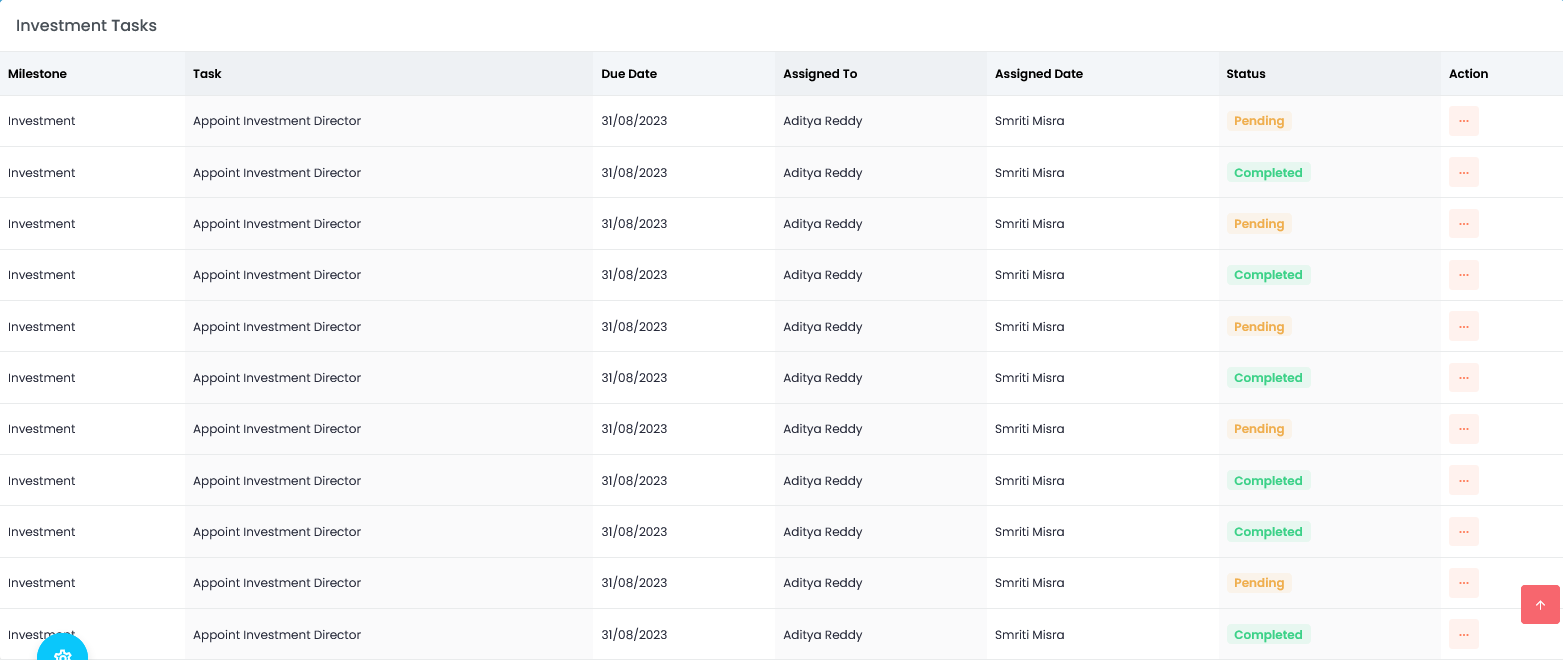 Investment Tasks
Milestone Task Due Date Assigned To Assigned Date Status Action
Investment Appoint Investment Director 31/08/2023 Aditya Reddy Smriti Misra Pending ...
Investment Appoint Investment Director 31/08/2023 Aditya Reddy Smriti Misra Completed ...
Investment Appoint Investment Director 31/08/2023 Aditya Reddy Smriti Misra Pending ...
Investment Appoint Investment Director 31/08/2023 Aditya Reddy Smriti Misra Completed ...
Investment Appoint Investment Director 31/08/2023 Aditya Reddy Smriti Misra Pending ...
Investment Appoint Investment Director 31/08/2023 Aditya Reddy Smriti Misra Completed ...
Investment Appoint Investment Director 31/08/2023 Aditya Reddy Smriti Misra Pending ...
Investment Appoint Investment Director 31/08/2023 Aditya Reddy Smriti Misra Completed ...
Investment Appoint Investment Director 31/08/2023 Aditya Reddy Smriti Misra Completed ...
Investment Appoint Investment Director 31/08/2023 Aditya Reddy Smriti Misra Pending ...
Investment Appoint Investment Director 31/08/2023 Aditya Reddy Smriti Misra Completed ...